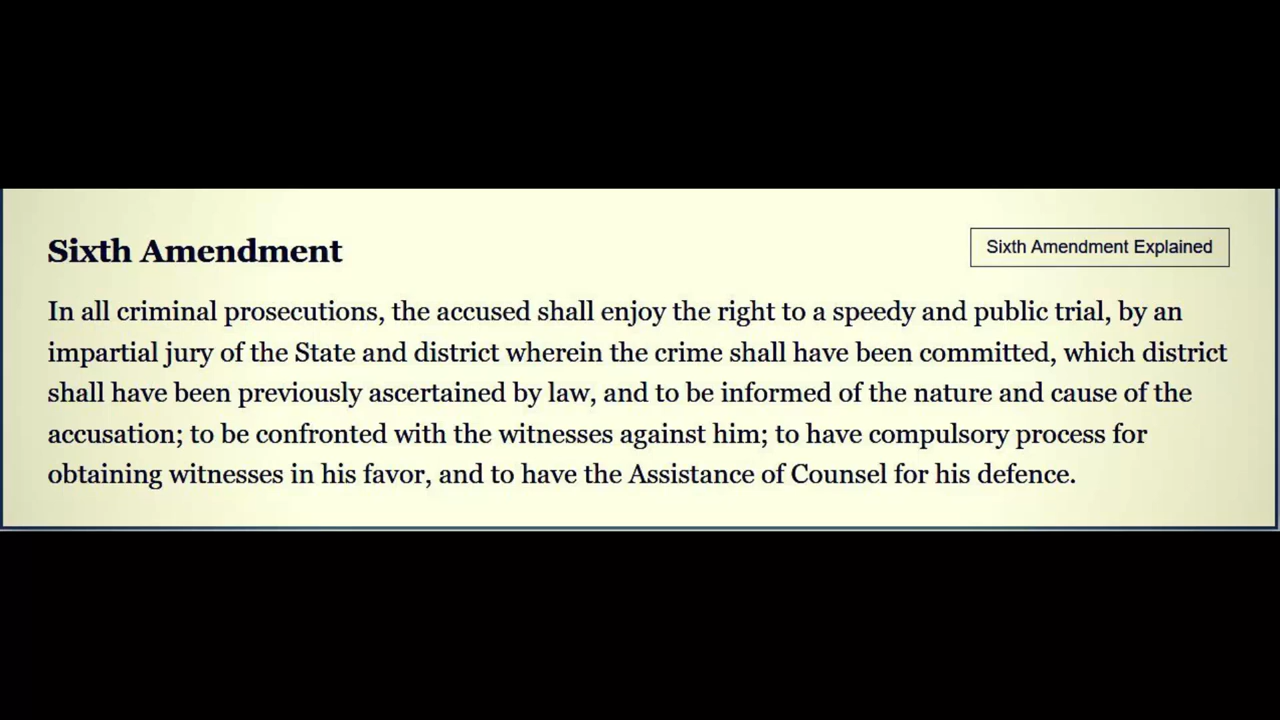 Sixth Amendment
Sixth Amendment Explained
In all criminal prosecutions, the accused shall enjoy the right to a speedy and public trial, by an
impartial jury of the State and district wherein the crime shall have been committed, which district
shall have been previously ascertained by law, and to be informed of the nature and cause of the
accusation; to be confronted with the witnesses against him; to have compulsory process for
obtaining witnesses in his favor, and to have the Assistance of Counsel for his defence.